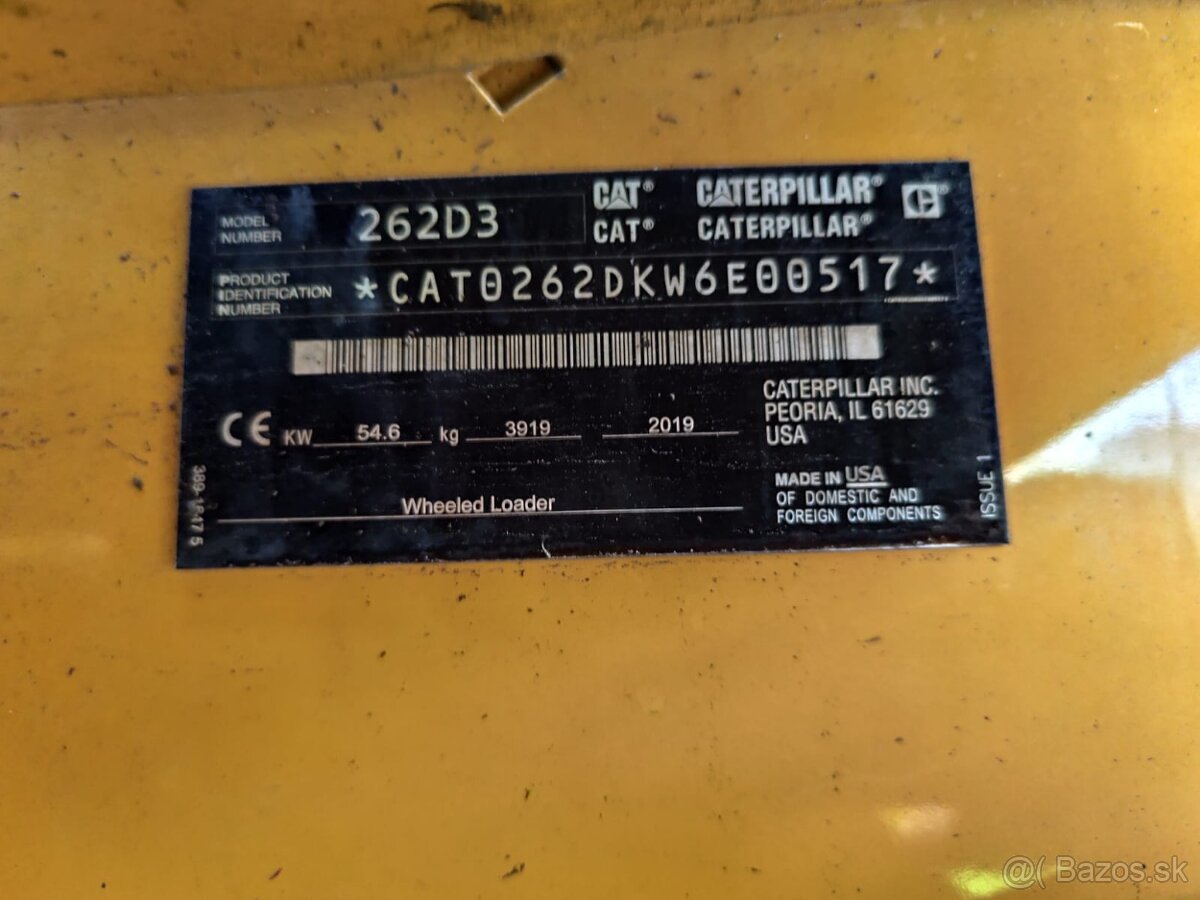 MODEL NUMBER 262D3
CAT® CATERPILLAR®
CAT® CATERPILLAR®
PRODUCT
IDENTIFICATION
NUMBER
*CAT0262DKW6E00517*
CE KW 54.6 kg 3919 2019
CATERPILLAR INC.
PEORIA, IL 61629
USA
Wheeled Loader
MADE IN USA
OF DOMESTIC AND
FOREIGN COMPONENTS
ISSUE 1
@( Bazos.sk